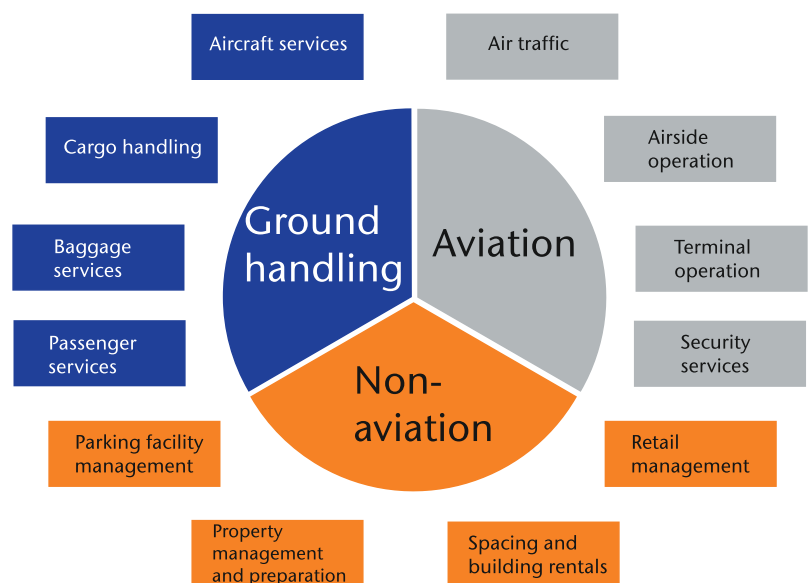 Aircraft services
Air traffic
Cargo handling
Airside
operation
Ground
handling
Aviation
Baggage
services
Terminal
operation
Passenger
services
Security
services
Non-
aviation
Parking facility
management
Retail
management
Property
management
and preparation
Spacing and
building rentals